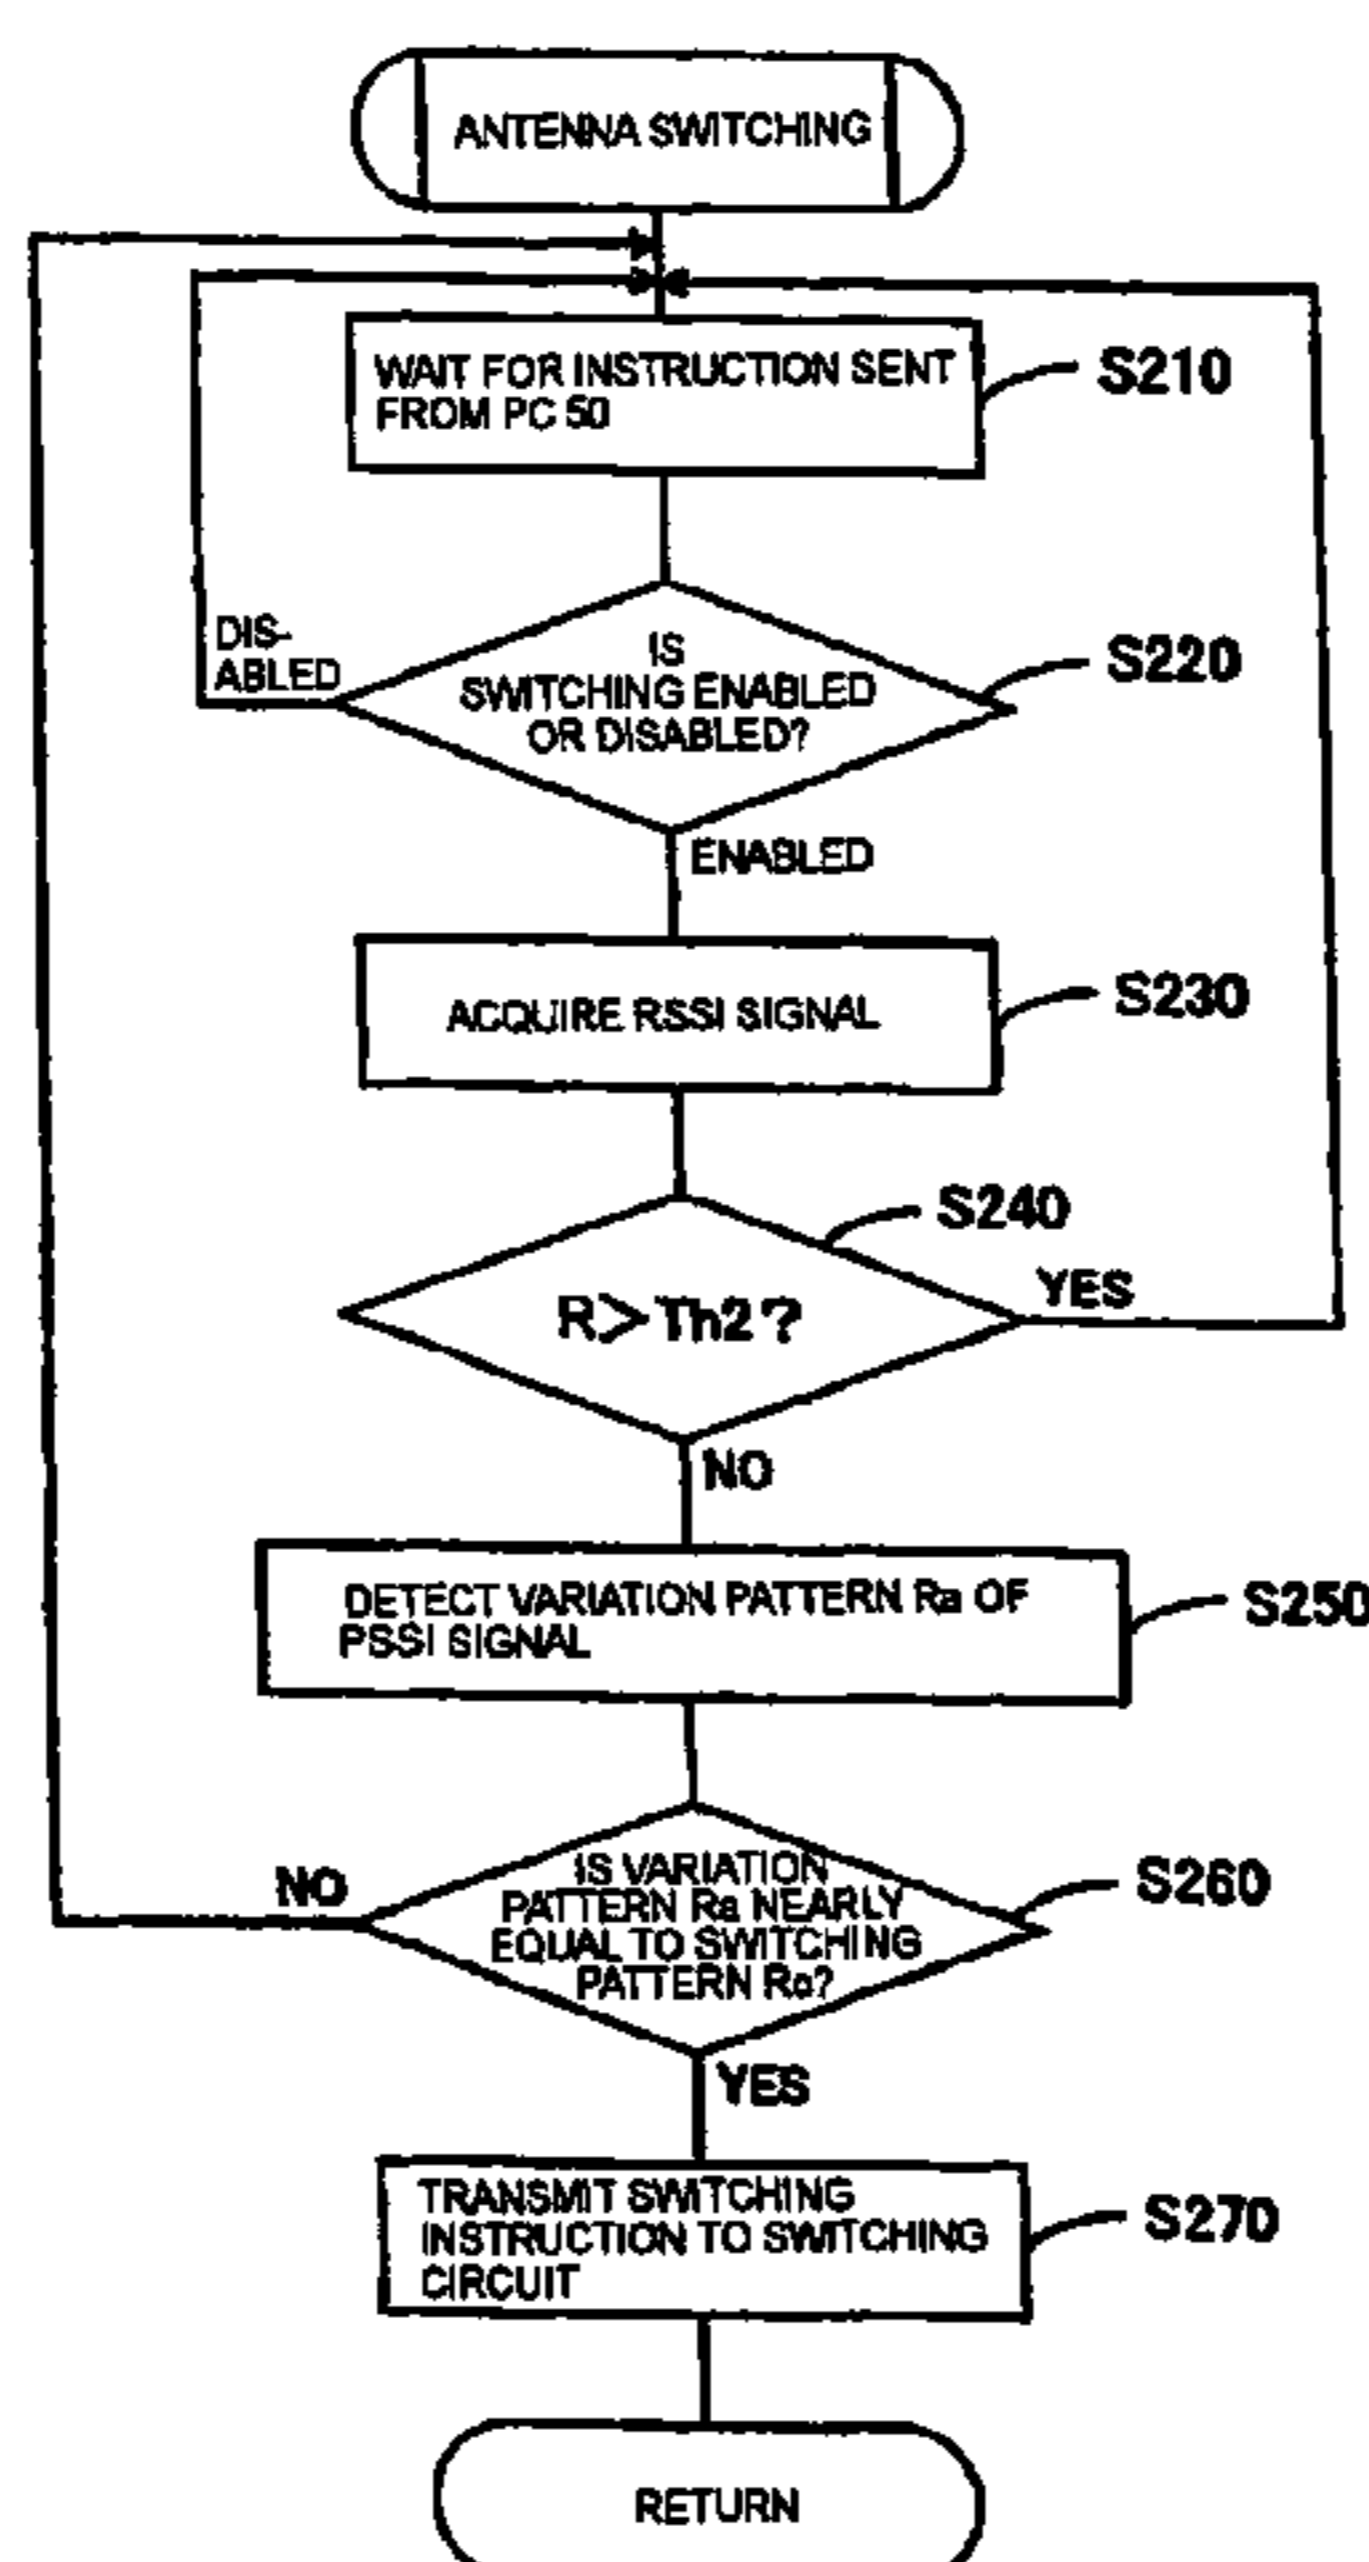 ANTENNA SWITCHING
WAIT FOR INSTRUCTION SENT
FROM PC 50
S210
DIS-
ABLED
IS
SWITCHING ENABLED
OR DISABLED?
S220
ENABLED
ACQUIRE RSSI SIGNAL
S230
S240
R>Th2?
YES
NO
DETECT VARIATION PATTERN Ra OF
PSSI SIGNAL
S250
NO
IS VARIATION
PATTERN Ra NEARLY
EQUAL TO SWITCHING
PATTERN Ro?
S260
YES
TRANSMIT SWITCHING
INSTRUCTION TO SWITCHING
CIRCUIT
S270
RETURN